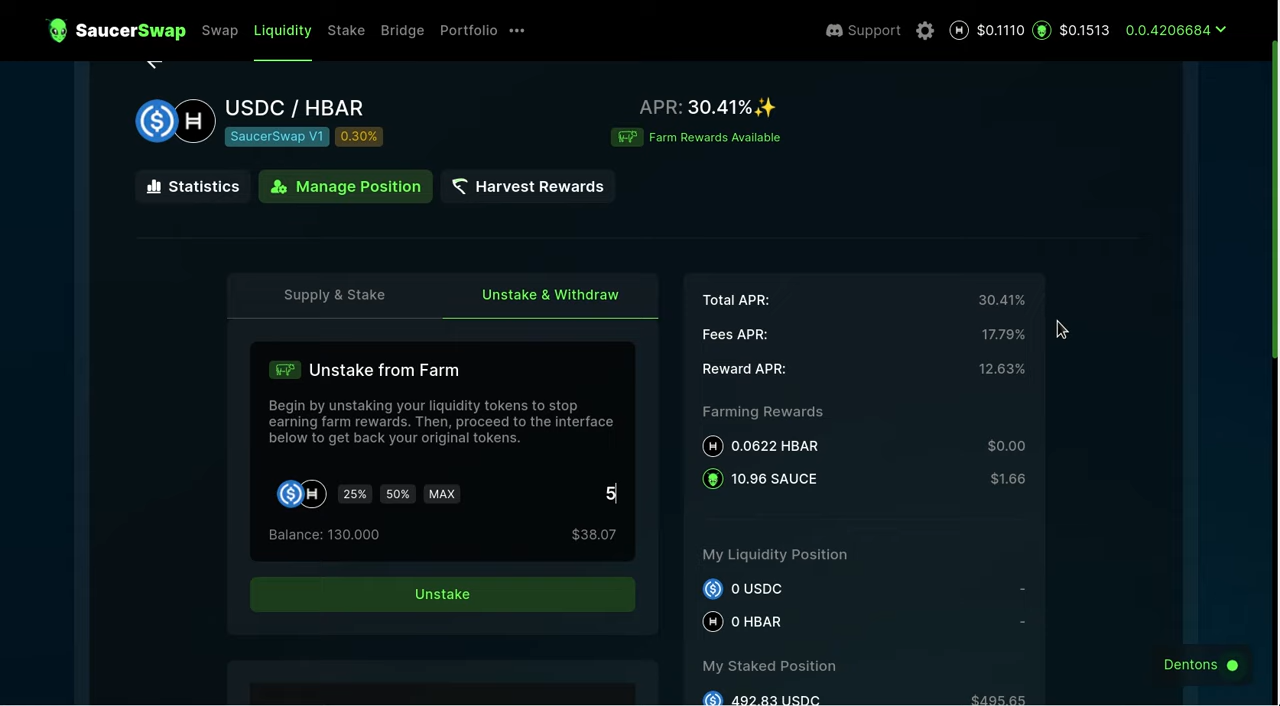 SaucerSwap Swap Liquidity Stake Bridge Portfolio ••• Support $0.1110 $0.1513 0.0.4206684
USDC / HBAR
SaucerSwap V1 0.30%
APR: 30.41%✨
Farm Rewards Available
Statistics Manage Position Harvest Rewards
Supply & Stake Unstake & Withdraw
Unstake from Farm
Begin by unstaking your liquidity tokens to stop
earning farm rewards. Then, proceed to the interface
below to get back your original tokens.
25% 50% MAX 5
Balance: 130.000 $38.07
Unstake
Total APR: 30.41%
Fees APR: 17.79%
Reward APR: 12.63%
Farming Rewards
0.0622 HBAR $0.00
10.96 SAUCE $1.66
My Liquidity Position
0 USDC -
0 HBAR -
My Staked Position
492.83 USDC $495.65
Dentons